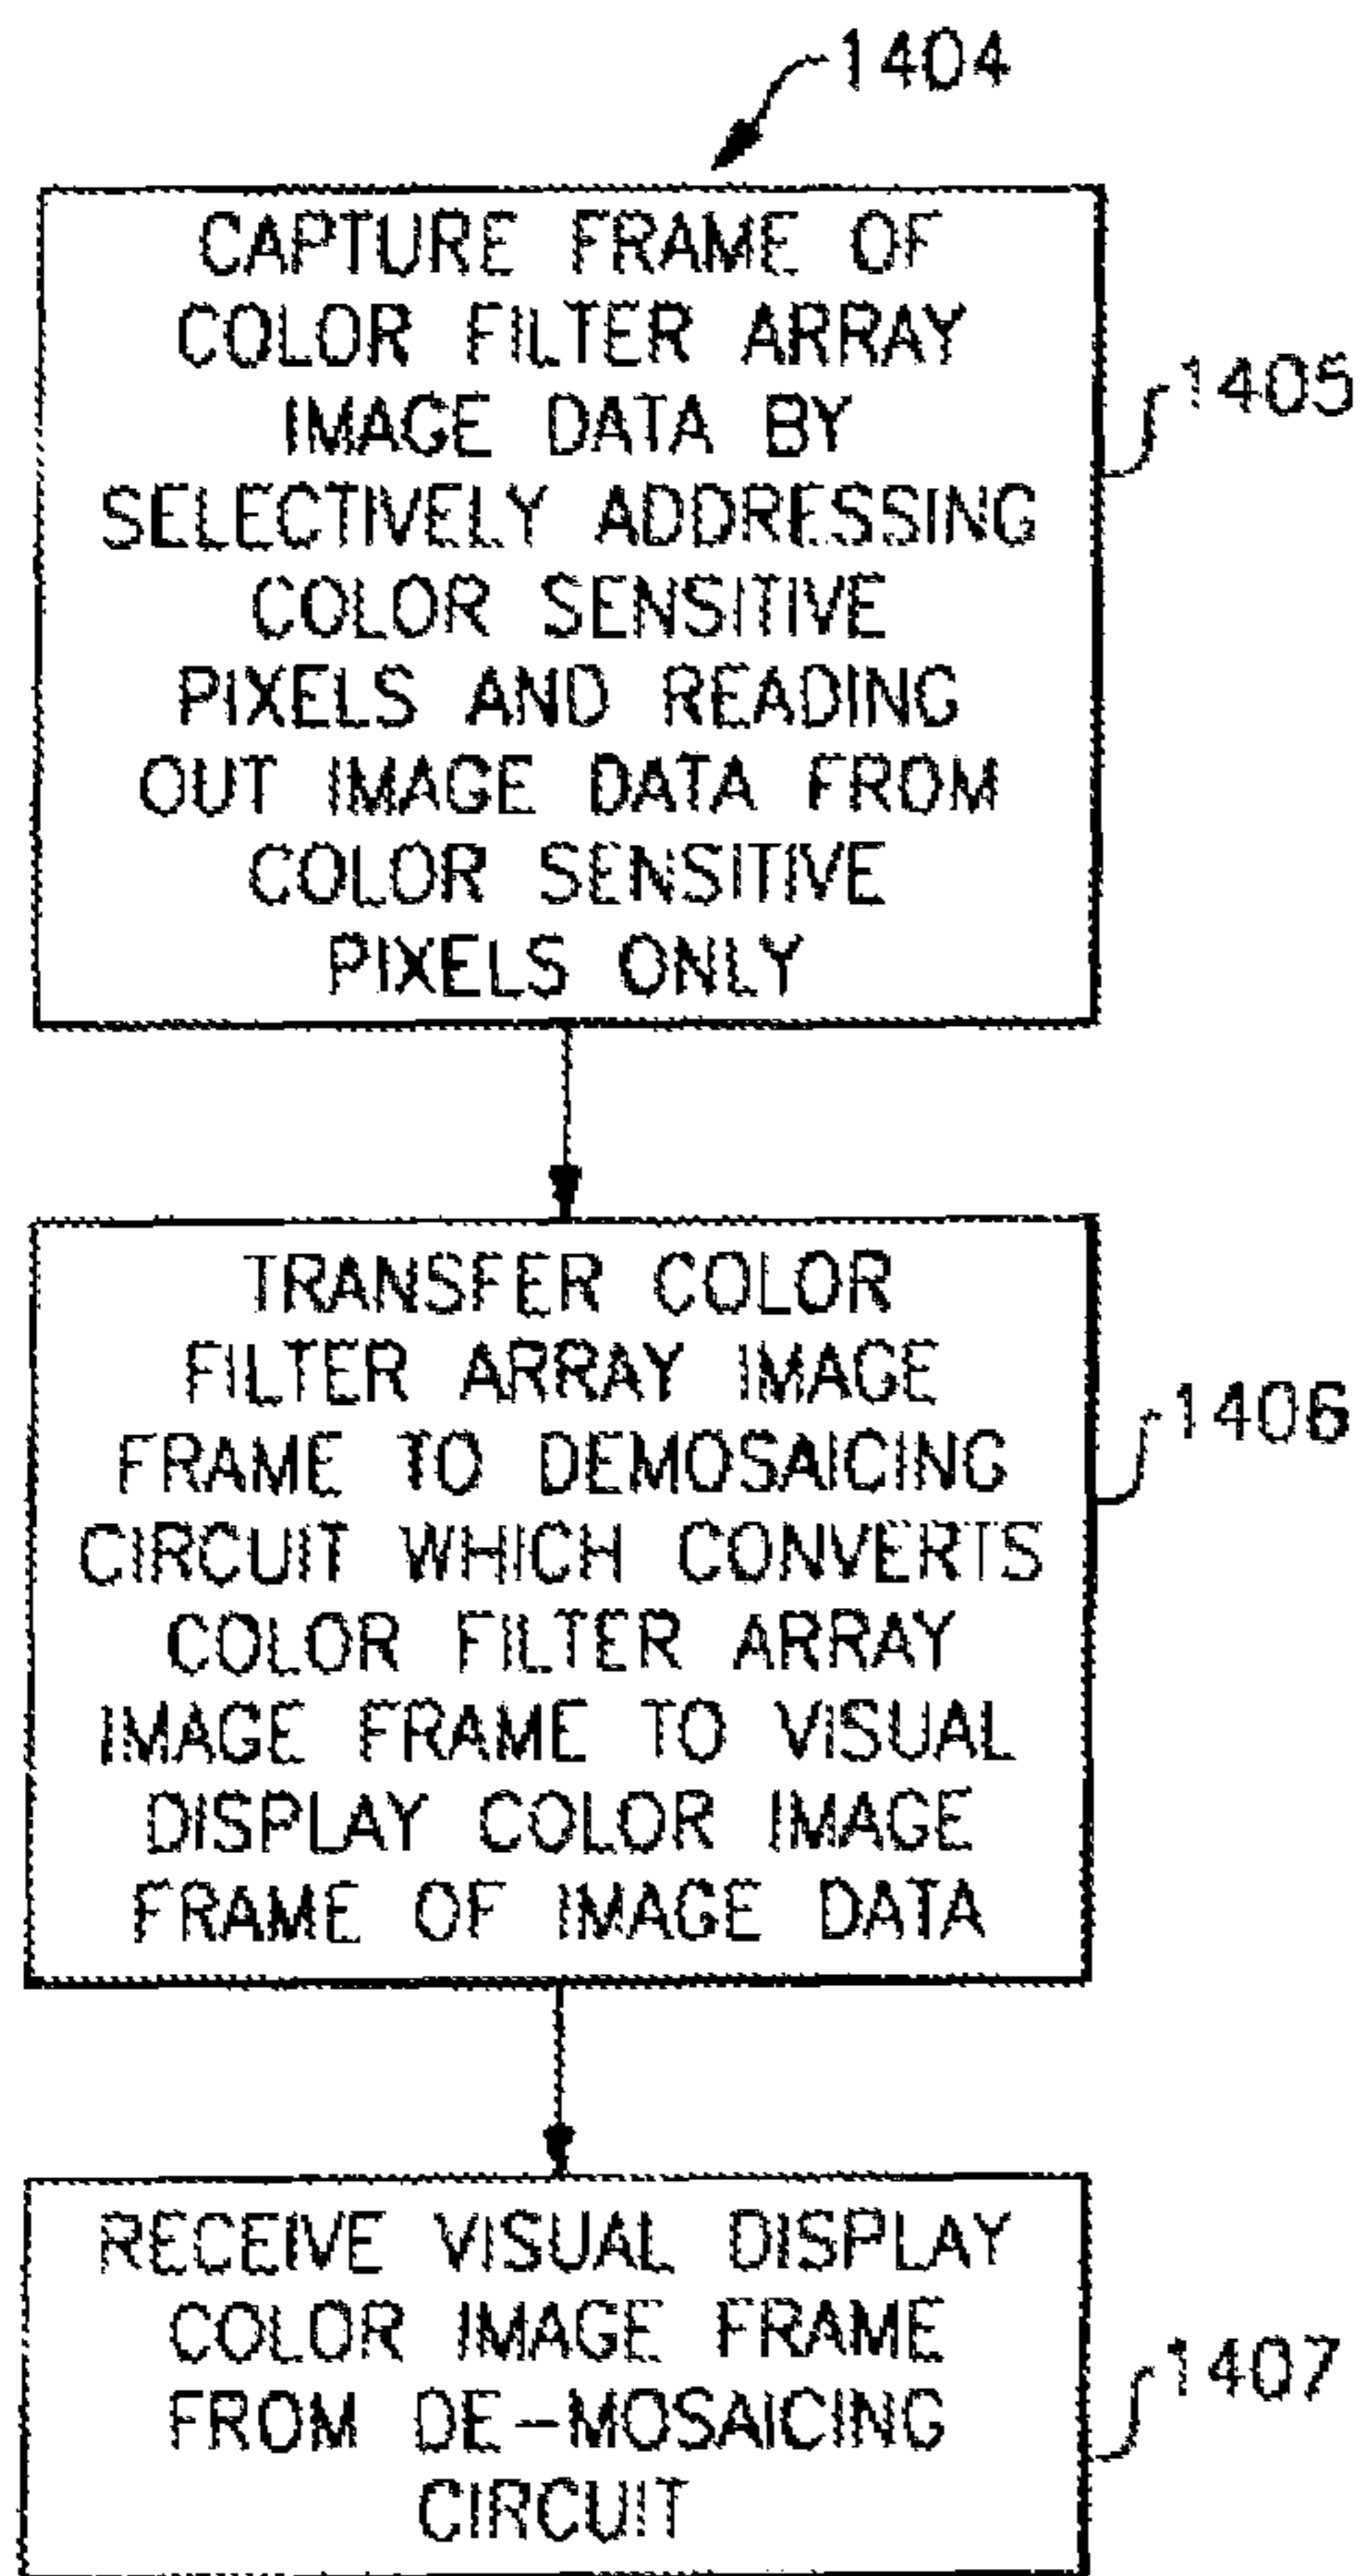 1404
CAPTURE FRAME OF
COLOR FILTER ARRAY
IMAGE DATA BY
SELECTIVELY ADDRESSING
COLOR SENSITIVE
PIXELS AND READING
OUT IMAGE DATA FROM
COLOR SENSITIVE
PIXELS ONLY
1405
TRANSFER COLOR
FILTER ARRAY IMAGE
FRAME TO DEMOSAICING
CIRCUIT WHICH CONVERTS
COLOR FILTER ARRAY
IMAGE FRAME TO VISUAL
DISPLAY COLOR IMAGE
FRAME OF IMAGE DATA
1406
RECEIVE VISUAL DISPLAY
COLOR IMAGE FRAME
FROM DE-MOSAICING
CIRCUIT
1407